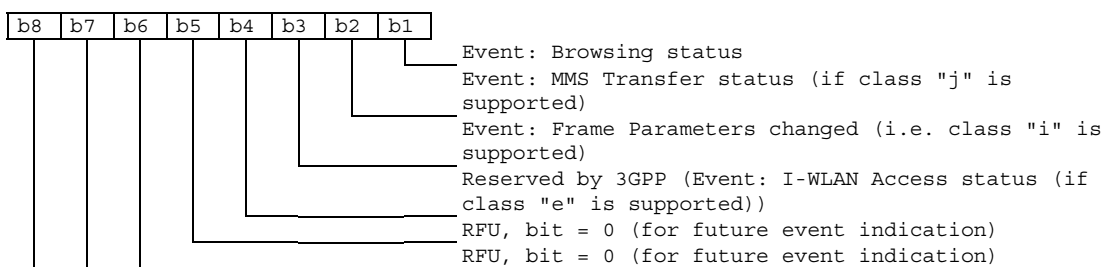 b8 b7 b6 b5 b4 b3 b2 b1
Event: Browsing status
Event: MMS Transfer status (if class "j" is
supported)
Event: Frame Parameters changed (i.e. class "i" is
supported)
Reserved by 3GPP (Event: I-WLAN Access status (if
class "e" is supported))
RFU, bit = 0 (for future event indication)
RFU, bit = 0 (for future event indication)